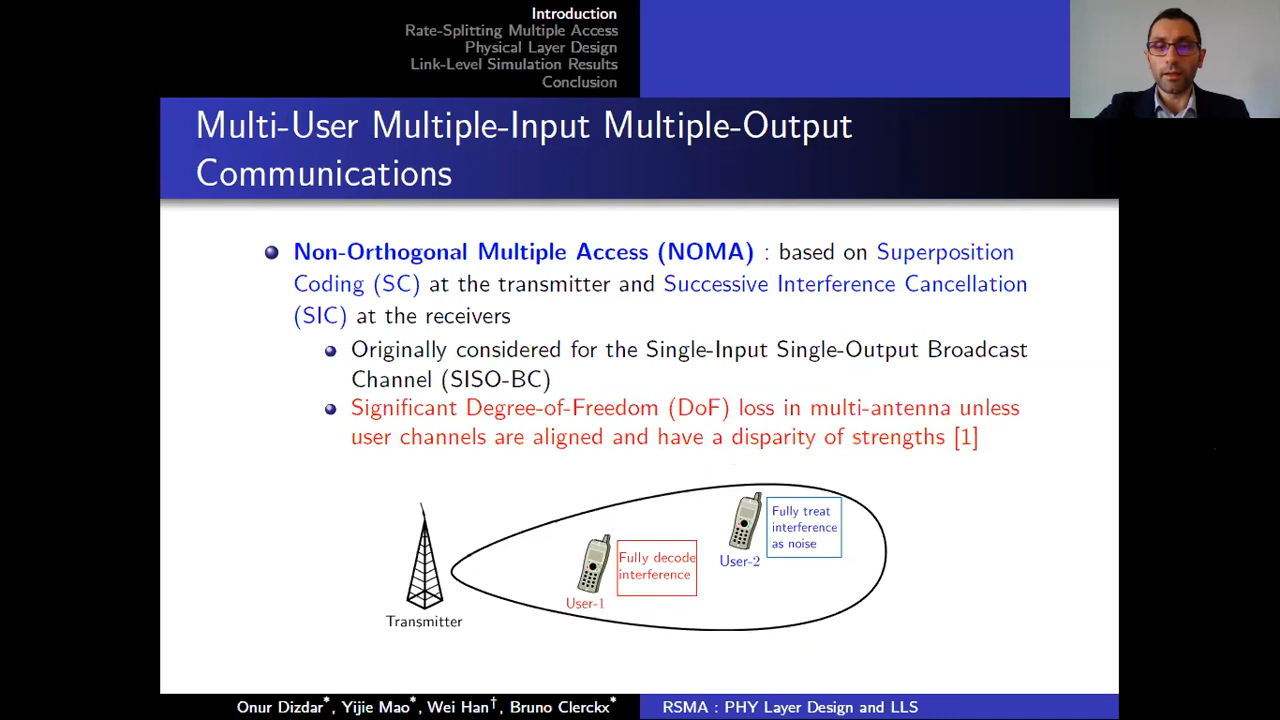 Introduction
Rate-Splitting Multiple Access
Physical Layer Design
Link-Level Simulation Results
Conclusion
Multi-User Multiple-Input Multiple-Output
Communications
Non-Orthogonal Multiple Access (NOMA) : based on Superposition
Coding (SC) at the transmitter and Successive Interference Cancellation
(SIC) at the receivers
Originally considered for the Single-Input Single-Output Broadcast
Channel (SISO-BC)
Significant Degree-of-Freedom (DoF) loss in multi-antenna unless
user channels are aligned and have a disparity of strengths [1]
Fully treat
interference
as noise
User-2
Fully decode
interference
User-1
Transmitter
Onur Dizdar*, Yijie Mao*, Wei Han†, Bruno Clerckx*
RSMA : PHY Layer Design and LLS